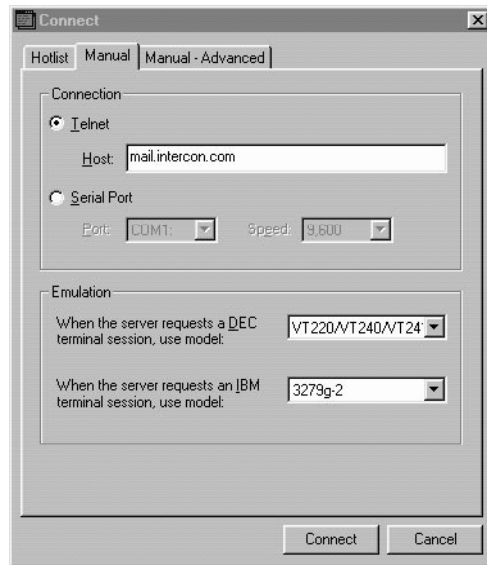 Connect
Hotlist Manual Manual - Advanced
Connection
Telnet
Host: mail.intercon.com
Serial Port
Port: COM1: Speed: 9,600
Emulation
When the server requests a DEC
terminal session, use model:
VT220/VT240/VT24
When the server requests an IBM
terminal session, use model:
3279g-2
Connect Cancel